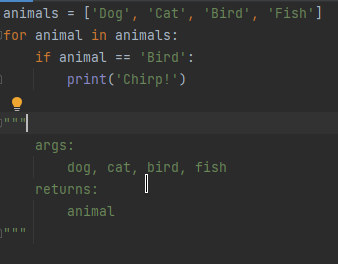 animals = ['Dog', 'Cat', 'Bird', 'Fish']
for animal in animals:
    if animal == 'Bird':
        print('Chirp!')
"""
    args:
        dog, cat, bird, fish
    returns:
        animal
"""